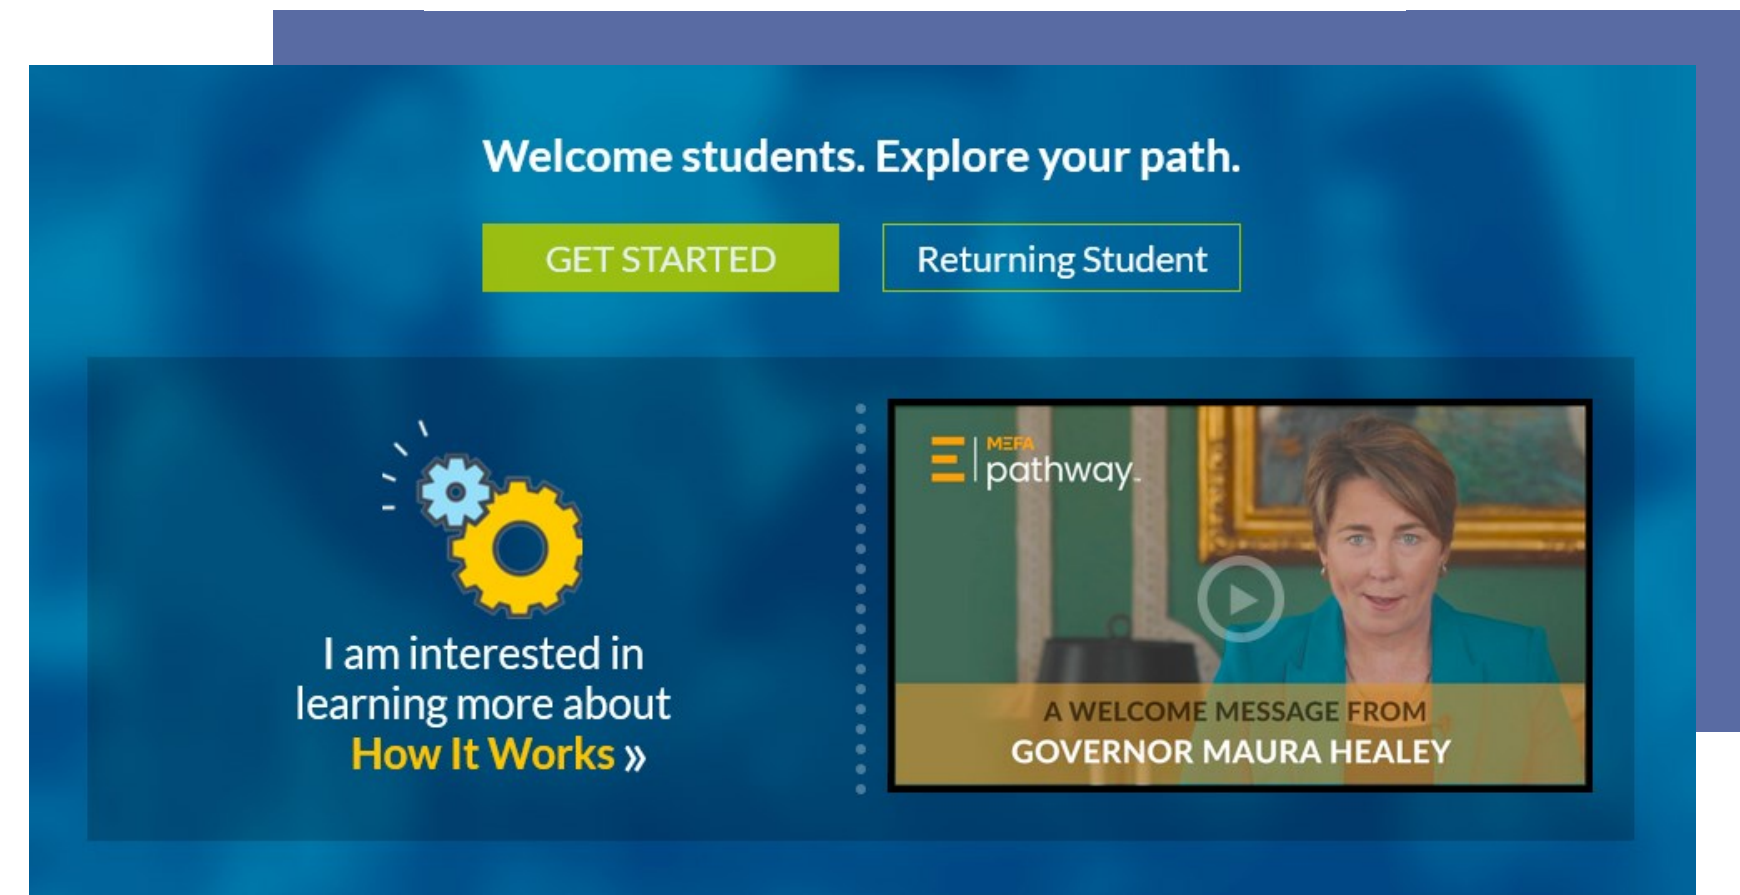 Welcome students. Explore your path.
GET STARTED
Returning Student
I am interested in
learning more about
How It Works »
MEFA
pathway
A WELCOME MESSAGE FROM
GOVERNOR MAURA HEALEY